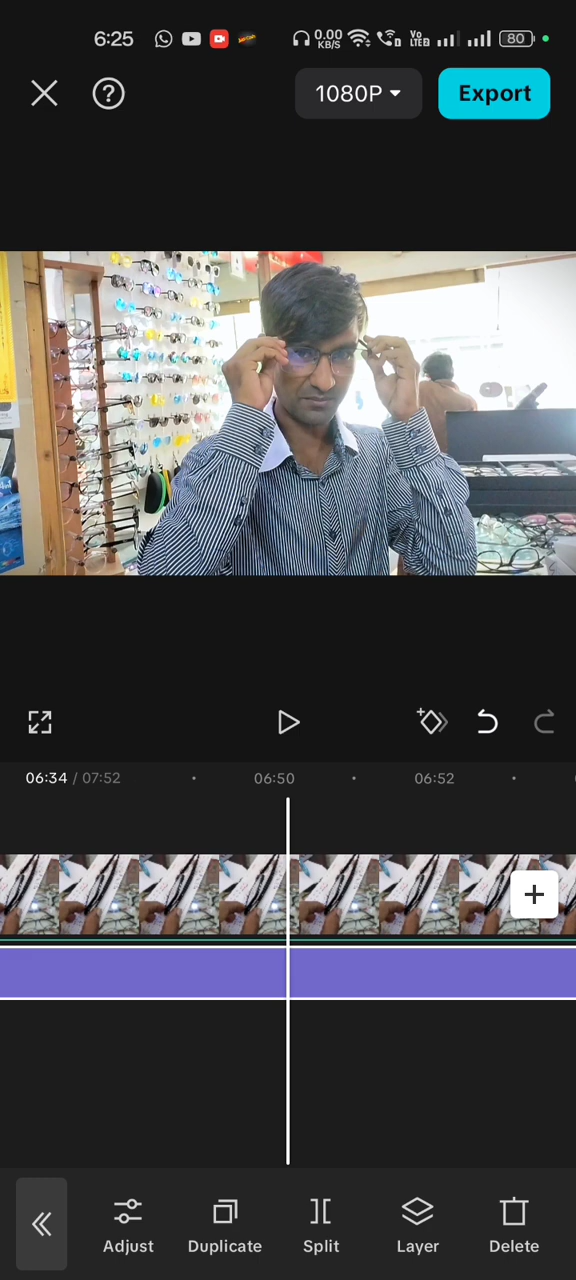 6:25 0.00 KB/S Vo LTE2 80
1080P Export
06:34 / 07:52 06:50 06:52
Adjust Duplicate Split Layer Delete